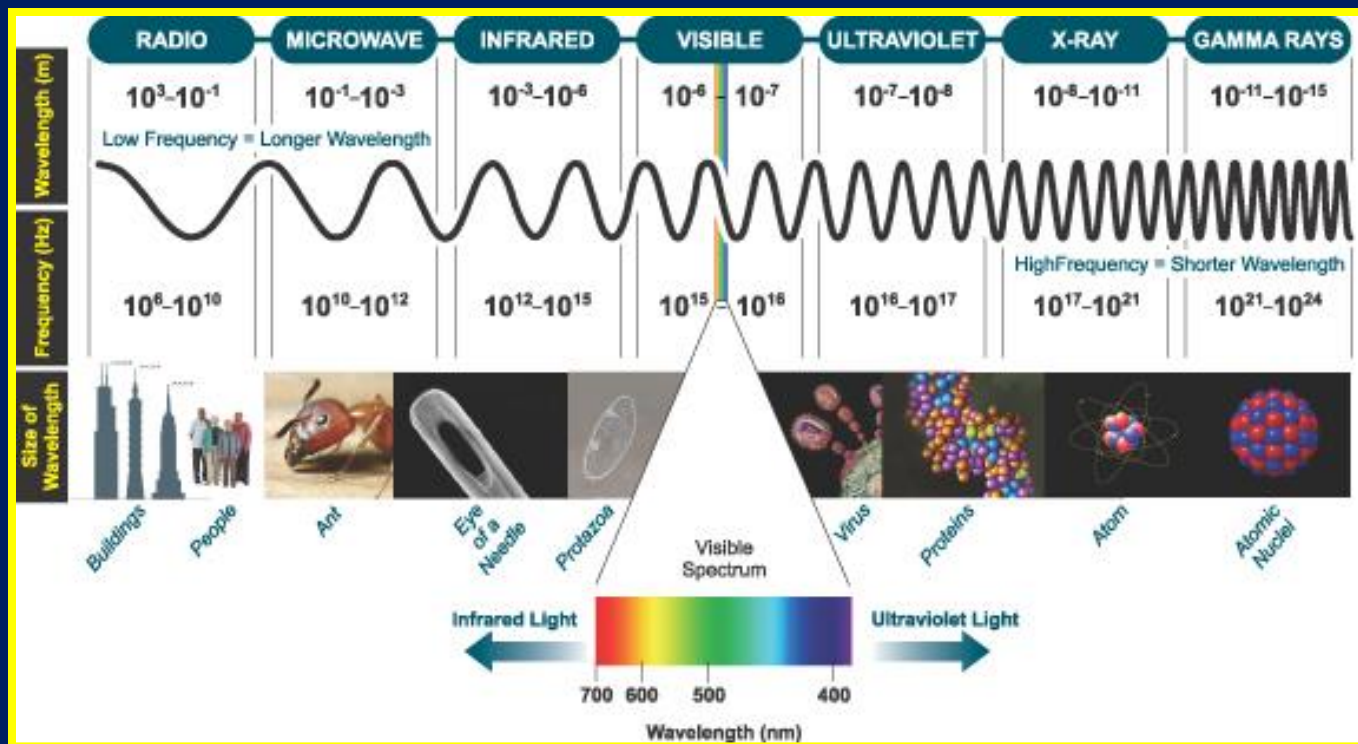 RADIO
MICROWAVE
INFRARED
VISIBLE
ULTRAVIOLET
X-RAY
GAMMA RAYS
Wavelength (m)
10³–10⁻¹
10⁻¹–10⁻³
10⁻³–10⁻⁶
10⁻⁶ – 10⁻⁷
10⁻⁷–10⁻⁸
10⁻⁸–10⁻¹¹
10⁻¹¹–10⁻¹⁵
Low Frequency = Longer Wavelength
Frequency (Hz)
HighFrequency = Shorter Wavelength
10⁶–10¹⁰
10¹⁰–10¹²
10¹²–10¹⁵
10¹⁵ – 10¹⁶
10¹⁶–10¹⁷
10¹⁷–10²¹
10²¹–10²⁴
Size of
Wavelength
Buildings
People
Ant
Eye
of a
Needle
Protazoa
Virus
Proteins
Atom
Atomic
Nuclei
Visible
Spectrum
Infrared Light
Ultraviolet Light
700 600 500 400
Wavelength (nm)